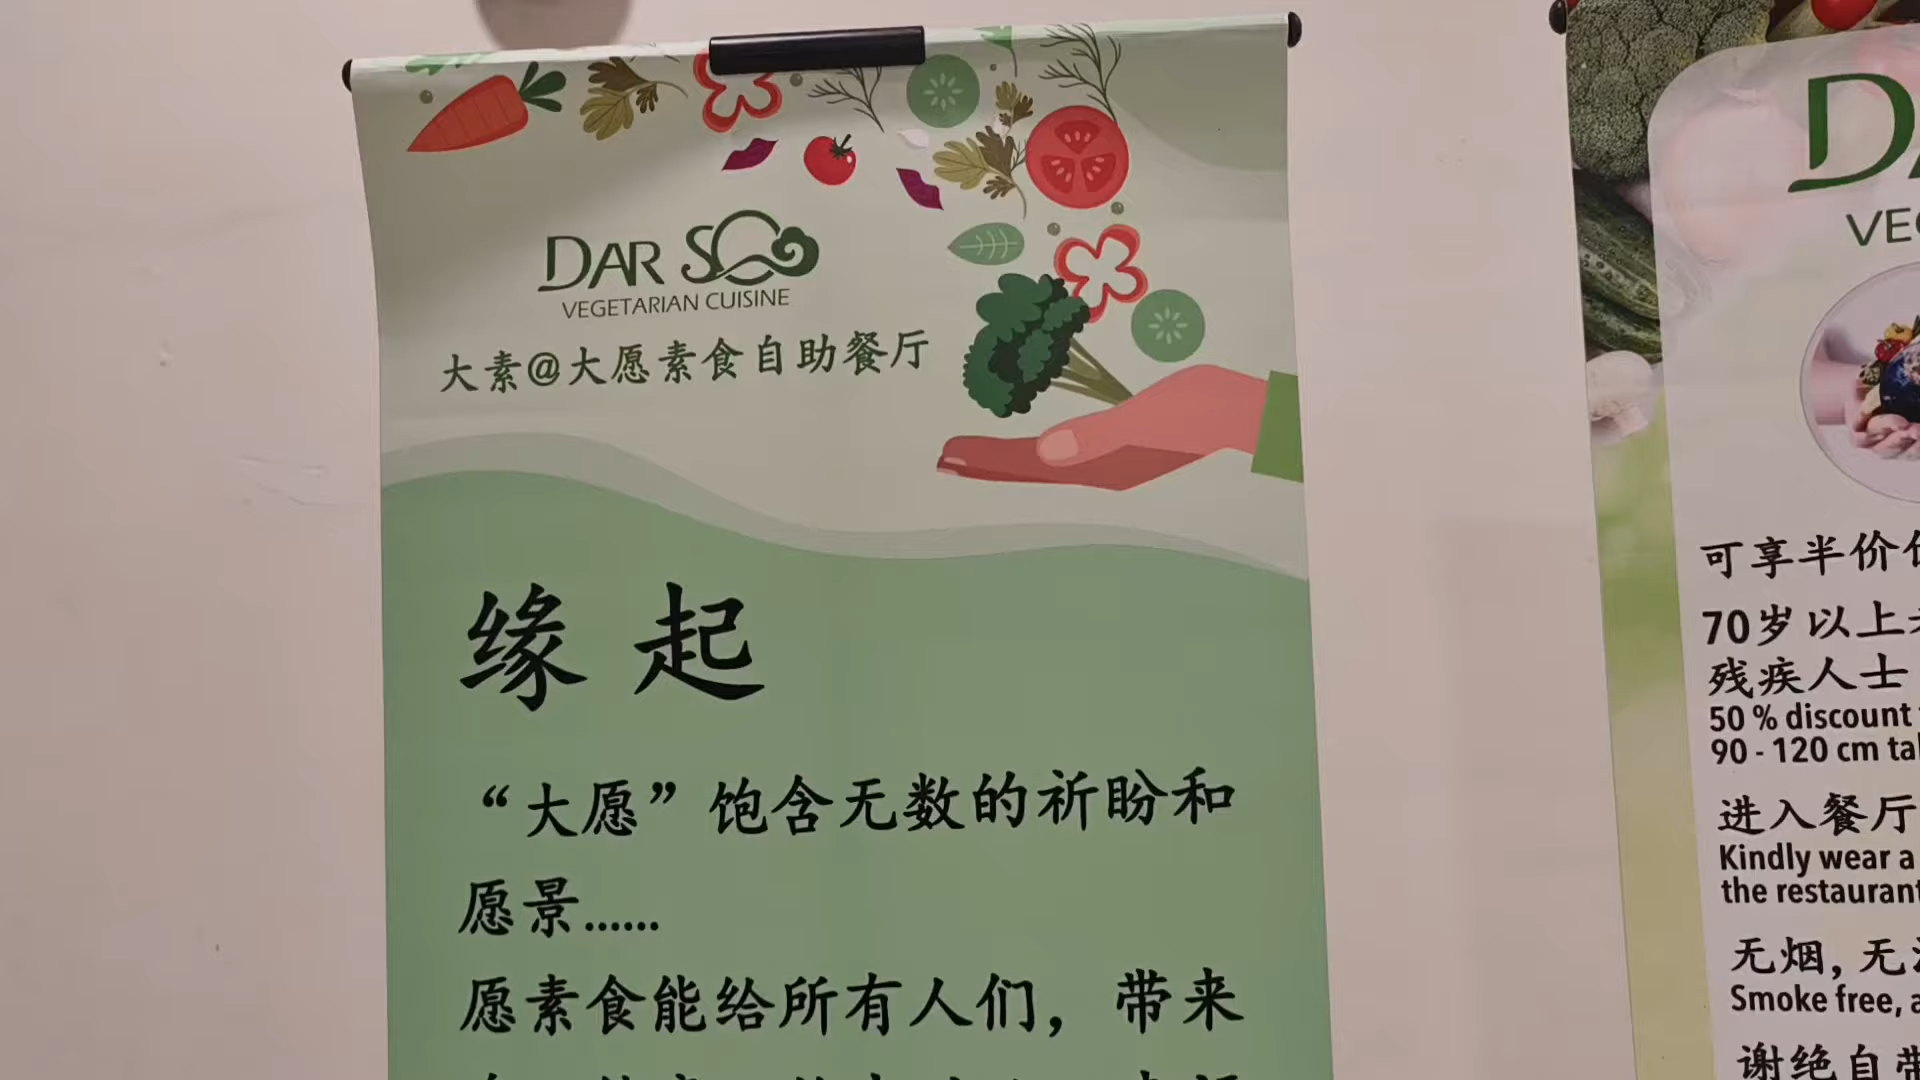 DAR SO
VEGETARIAN CUISINE
大素@大愿素食自助餐厅
缘起
“大愿”饱含无数的祈盼和
愿景......
愿素食能给所有人们，带来
可享半价
70岁以上
残疾人士
50 % discount
90 - 120 cm
进入餐厅
Kindly wear a
the restaurant
无烟，无
Smoke free,
谢绝自带